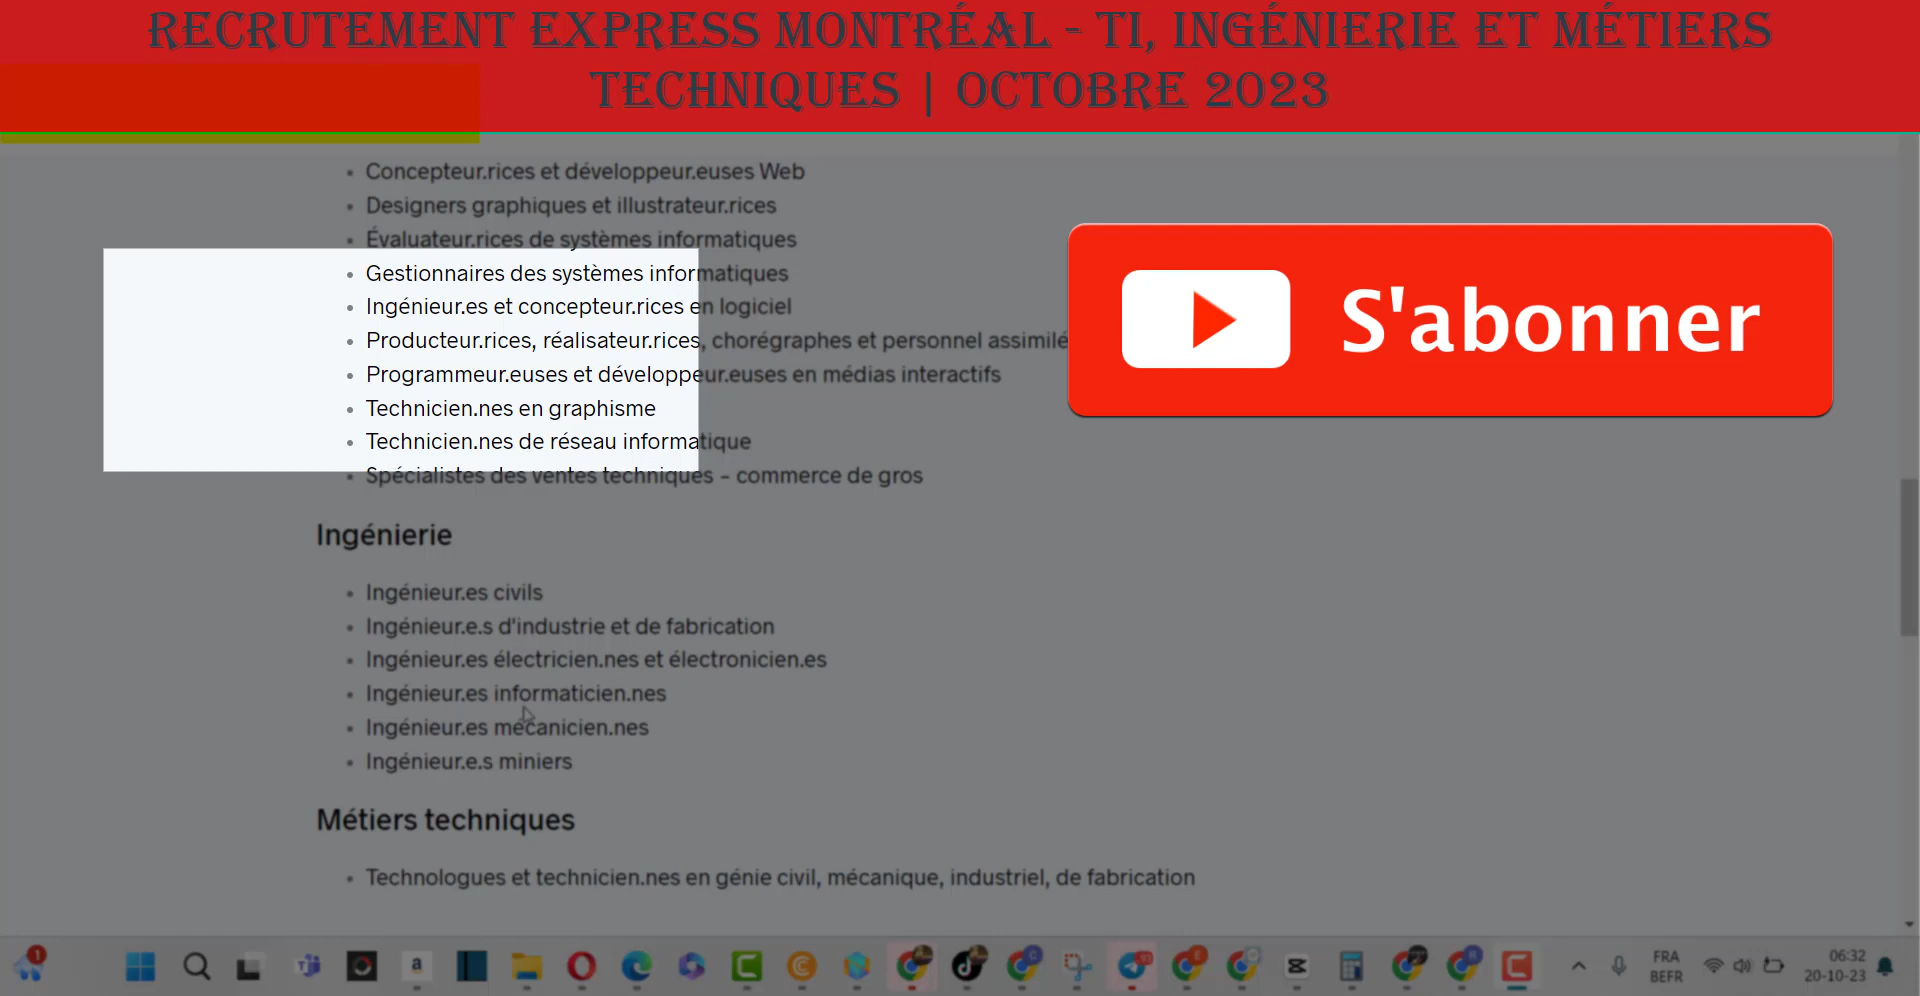 RECRUTEMENT EXPRESS MONTRÉAL - TI, INGÉNIERIE ET MÉTIERS
TECHNIQUES | OCTOBRE 2023
Concepteur.rices et développeur.euses Web
Designers graphiques et illustrateur.rices
Évaluateur.rices de systèmes informatiques
Gestionnaires des systèmes informatiques
Ingénieur.es et concepteur.rices en logiciel
Producteur.rices, réalisateur.rices, chorégraphes et personnel assimilé
Programmeur.euses et développeur.euses en médias interactifs
Technicien.nes en graphisme
Technicien.nes de réseau informatique
Spécialistes des ventes techniques - commerce de gros
S'abonner
Ingénierie
Ingénieur.es civils
Ingénieur.e.s d'industrie et de fabrication
Ingénieur.es électricien.nes et électronicien.es
Ingénieur.es informaticien.nes
Ingénieur.es mécanicien.nes
Ingénieur.e.s miniers
Métiers techniques
Technologues et technicien.nes en génie civil, mécanique, industriel, de fabrication
1
a
FRA
BEFR
06:32
20-10-23